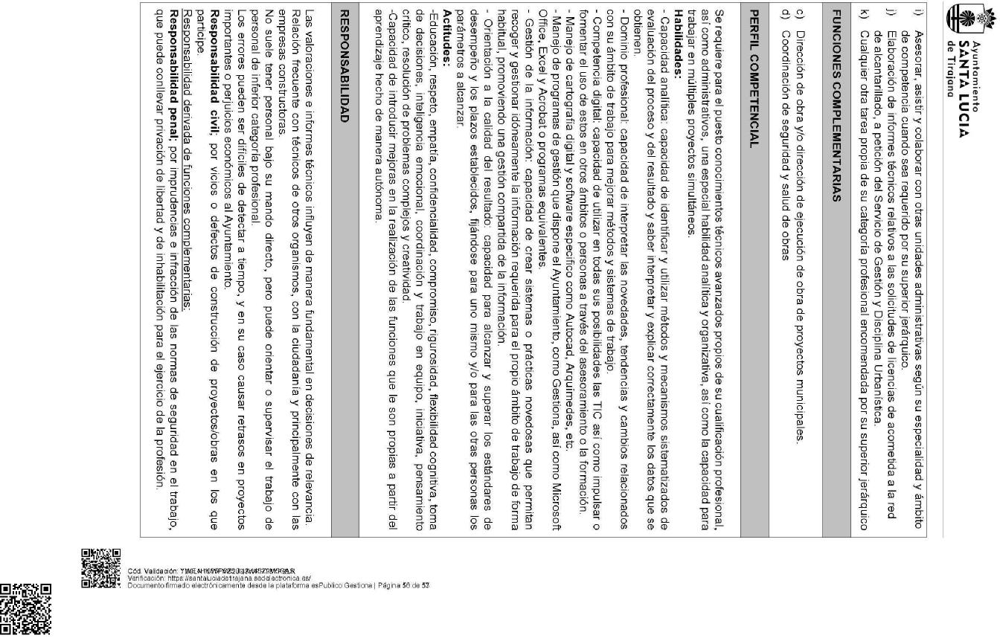 Ayuntamiento
SANTA LUCIA
de Tirajana
i) Asesorar, asistir y colaborar con otras unidades administrativas según su especialidad y ámbito
de competencia cuando sea requerido por su superior jerárquico.
j) Elaboración de informes técnicos relativos a las solicitudes de licencias de acometida a la red
de alcantarillado, a petición del Servicio de Gestión y Disciplina Urbanística.
k) Cualquier otra tarea propia de su categoría profesional encomendada por su superior jerárquico
FUNCIONES COMPLEMENTARIAS
c) Dirección de obra y/o dirección de ejecución de obra de proyectos municipales.
d) Coordinación de seguridad y salud de obras
PERFIL COMPETENCIAL
Se requiere para el puesto conocimientos técnicos avanzados propios de su cualificación profesional,
así como administrativos, una especial habilidad analítica y organizativa, así como la capacidad para
trabajar en múltiples proyectos simultáneos.
Habilidades:
- Capacidad analítica: capacidad de identificar y utilizar métodos y mecanismos sistematizados de
evaluación del proceso y del resultado y saber interpretar y explicar correctamente los datos que se
obtienen.
- Dominio profesional: capacidad de interpretar las novedades, tendencias y cambios relacionados
con su ámbito de trabajo para mejorar métodos y sistemas de trabajo.
- Competencia digital: capacidad de utilizar en todas sus posibilidades las TIC así como impulsar o
fomentar el uso de estos en otros ámbitos o personas a través del asesoramiento o la formación.
- Manejo de cartografía digital y software específico como Autocad, Arquímedes, etc.
- Manejo de programas de gestión que dispone el Ayuntamiento, como Gestiona, así como Microsoft
Office, Excel y Acrobat o programas equivalentes.
- Gestión de la información: capacidad de crear sistemas o prácticas novedosas que permitan
recoger y gestionar idóneamente la información requerida para el propio ámbito de trabajo de forma
habitual, promoviendo una gestión compartida de la información.
- Orientación a la calidad del resultado: capacidad para alcanzar y superar los estándares de
desempeño y los plazos establecidos, fijándose para uno mismo y/o para las otras personas los
parámetros a alcanzar.
Actitudes:
-Educación, respeto, empatía, confidencialidad, compromiso, rigurosidad, flexibilidad cognitiva, toma
de decisiones, inteligencia emocional, coordinación y trabajo en equipo, iniciativa, pensamiento
crítico, resolución de problemas complejos y creatividad.
-Capacidad de introducir mejoras en la realización de las funciones que le son propias a partir del
aprendizaje hecho de manera autónoma.
RESPONSABILIDAD
Las valoraciones e informes técnicos influyen de manera fundamental en decisiones de relevancia.
Relación frecuente con técnicos de otros organismos, con la ciudadanía y principalmente con las
empresas constructoras.
No suele tener personal bajo su mando directo, pero puede orientar o supervisar el trabajo de
personal de inferior categoría profesional.
Los errores pueden ser difíciles de detectar a tiempo, y en su caso causar retrasos en proyectos
importantes o perjuicios económicos al Ayuntamiento.
Responsabilidad civil; por vicios o defectos de construcción de proyectos/obras en los que
participe.
Responsabilidad derivada de funciones complementarias:
Responsabilidad penal; por imprudencias e infracción de las normas de seguridad en el trabajo,
que puede conllevar privación de libertad y de inhabilitación para el ejercicio de la profesión.
Cód. Validación:
Verificación: https://santaluciadetirajana.sedelectronica.es/
Documento firmado electrónicamente desde la plataforma esPublico Gestiona | Página de